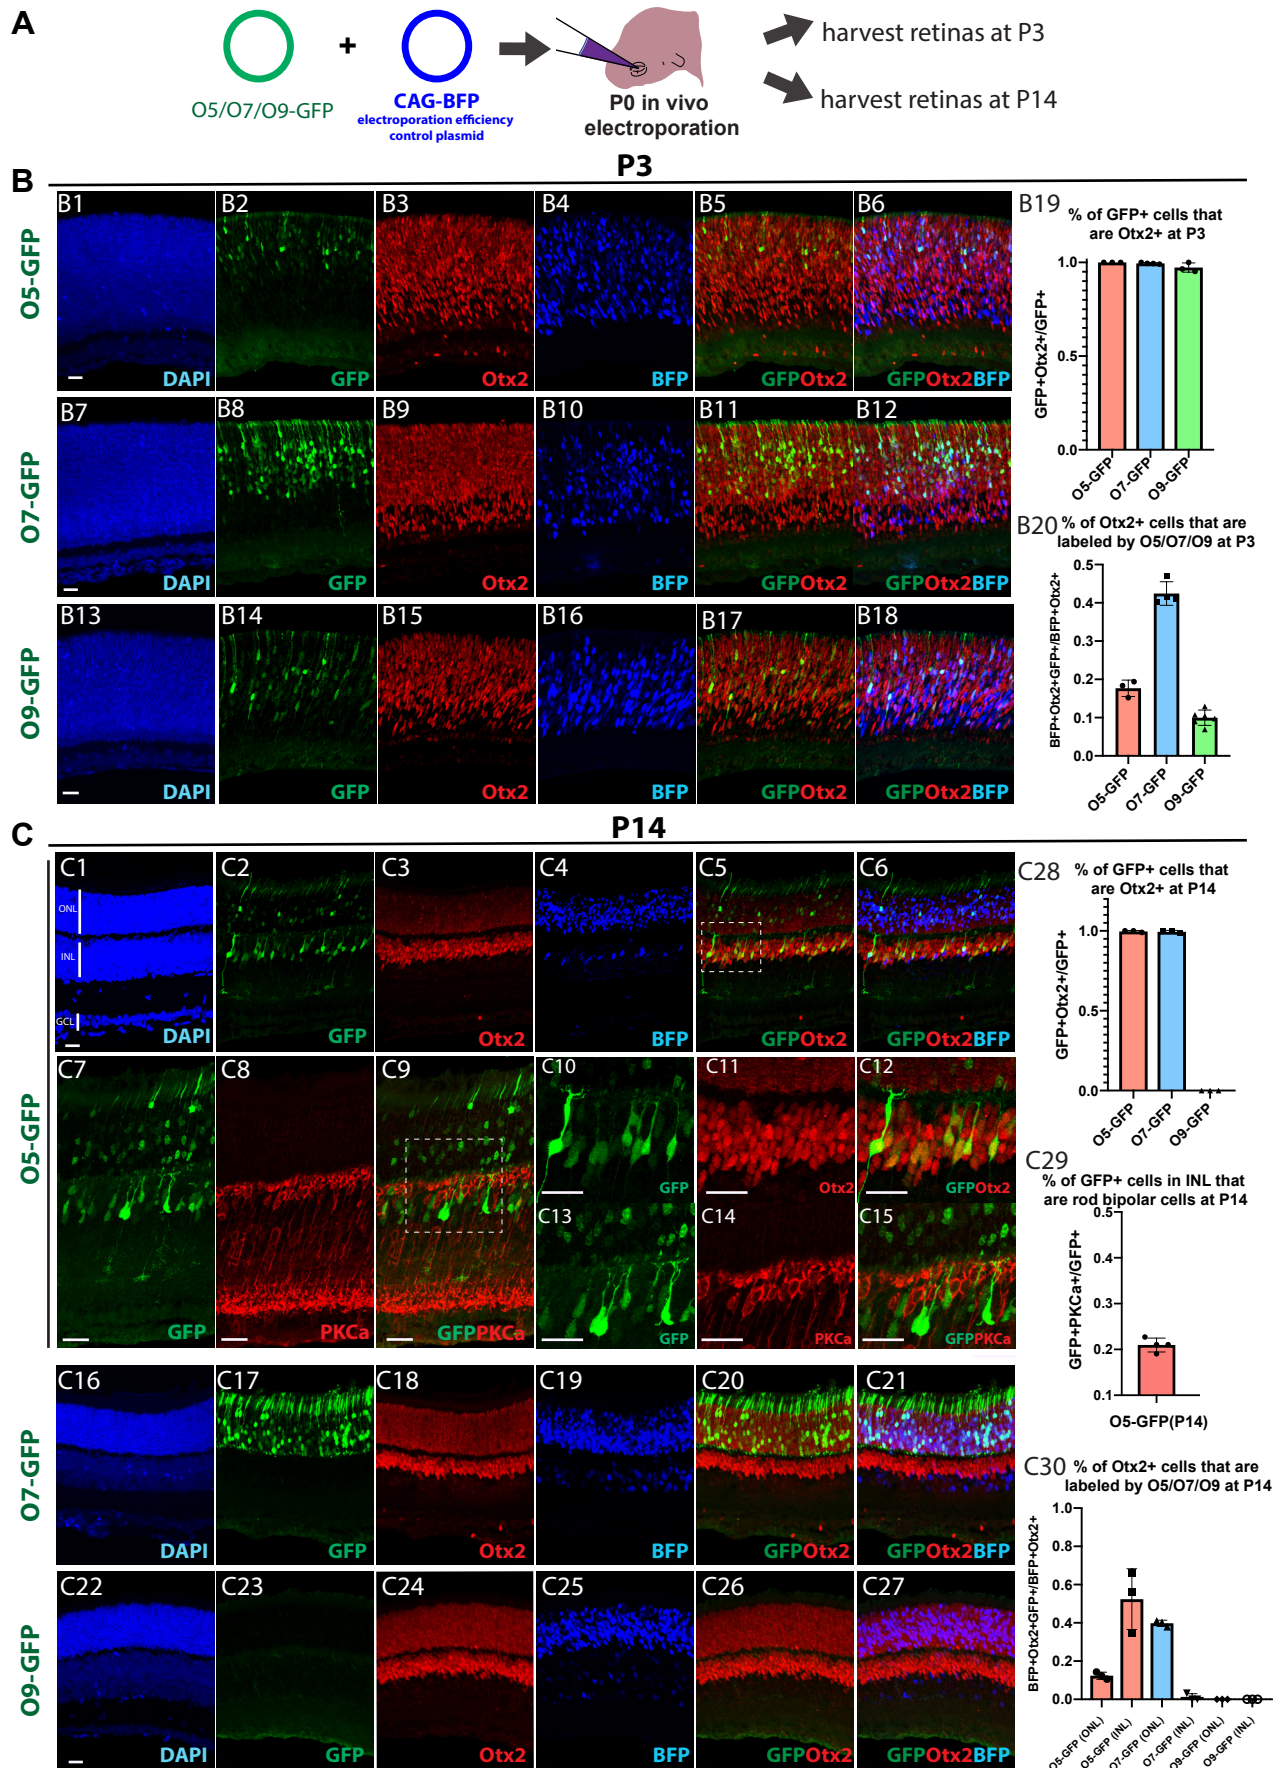 A
O5/O7/O9-GFP
+
CAG-BFP
electroporation efficiency
control plasmid
P0 in vivo
electroporation
harvest retinas at P3
harvest retinas at P14
B
P3
O5-GFP
B1
DAPI
B2
GFP
B3
Otx2
B4
BFP
B5
GFPOtx2
B6
GFPOtx2BFP
O7-GFP
B7
DAPI
B8
GFP
B9
Otx2
B10
BFP
B11
GFPOtx2
B12
GFPOtx2BFP
O9-GFP
B13
DAPI
B14
GFP
B15
Otx2
B16
BFP
B17
GFPOtx2
B18
GFPOtx2BFP
B19
% of GFP+ cells that
are Otx2+ at P3
GFP+Otx2+/GFP+
1.0
0.5
0.0
O5-GFP
O7-GFP
O9-GFP
B20
% of Otx2+ cells that are
labeled by O5/O7/O9 at P3
BFP+Otx2+GFP+/BFP+Otx2+
0.5
0.4
0.3
0.2
0.1
0.0
O5-GFP
O7-GFP
O9-GFP
C
P14
O5-GFP
C1
ONL
INL
GCL
DAPI
C2
GFP
C3
Otx2
C4
BFP
C5
GFPOtx2
C6
GFPOtx2BFP
C7
GFP
C8
PKCa
C9
GFPPKCa
C10
GFP
C11
Otx2
C12
GFPOtx2
C13
GFP
C14
PKCa
C15
GFPPKCa
O7-GFP
C16
DAPI
C17
GFP
C18
Otx2
C19
BFP
C20
GFPOtx2
C21
GFPOtx2BFP
O9-GFP
C22
DAPI
C23
GFP
C24
Otx2
C25
BFP
C26
GFPOtx2
C27
GFPOtx2BFP
C28
% of GFP+ cells that
are Otx2+ at P14
GFP+Otx2+/GFP+
1.0
0.5
0.0
O5-GFP
O7-GFP
O9-GFP
C29
% of GFP+ cells in INL that
are rod bipolar cells at P14
GFP+PKCa+/GFP+
0.5
0.4
0.3
0.2
0.1
O5-GFP(P14)
C30
% of Otx2+ cells that are
labeled by O5/O7/O9 at P14
BFP+Otx2+GFP+/BFP+Otx2+
1.0
0.8
0.6
0.4
0.2
0.0
O5-GFP (ONL)
O5-GFP (INL)
O7-GFP (ONL)
O7-GFP (INL)
O9-GFP (ONL)
O9-GFP (INL)